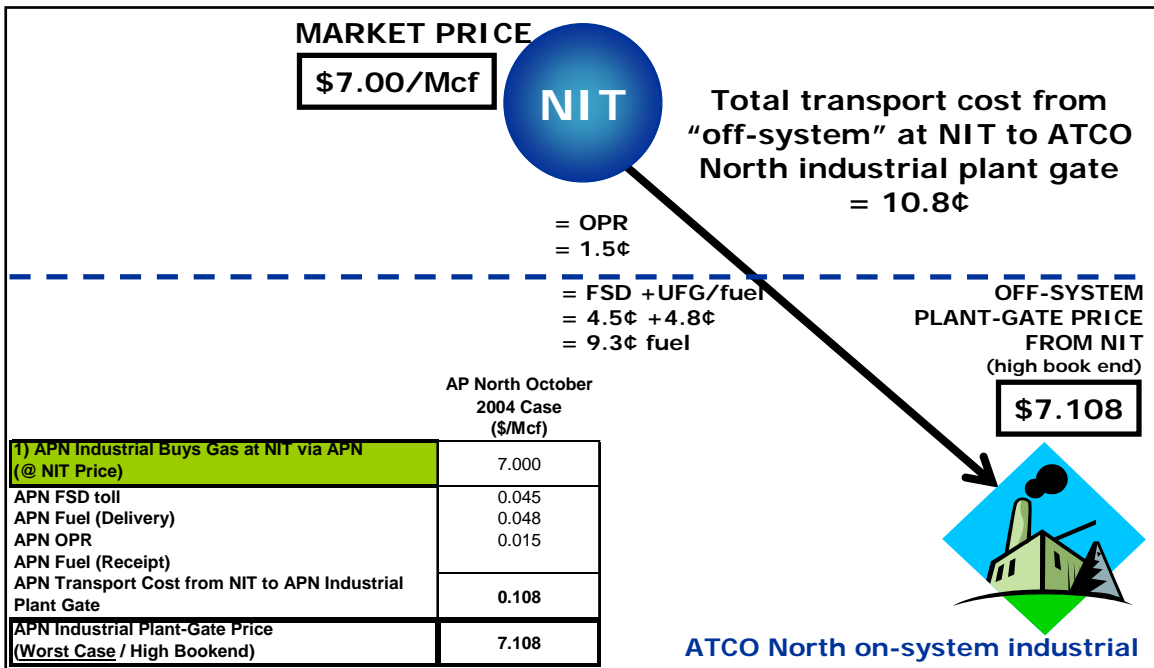 MARKET PRICE
$7.00/Mcf
NIT
Total transport cost from
“off-system” at NIT to ATCO
North industrial plant gate
= 10.8¢
= OPR
= 1.5¢
= FSD +UFG/fuel
= 4.5¢ +4.8¢
= 9.3¢ fuel
OFF-SYSTEM
PLANT-GATE PRICE
FROM NIT
(high book end)
$7.108
AP North October
2004 Case
($/Mcf)
1) APN Industrial Buys Gas at NIT via APN
(@ NIT Price) 7.000
APN FSD toll 0.045
APN Fuel (Delivery) 0.048
APN OPR 0.015
APN Fuel (Receipt)
APN Transport Cost from NIT to APN Industrial
Plant Gate 0.108
APN Industrial Plant-Gate Price
(Worst Case / High Bookend) 7.108
ATCO North on-system industrial